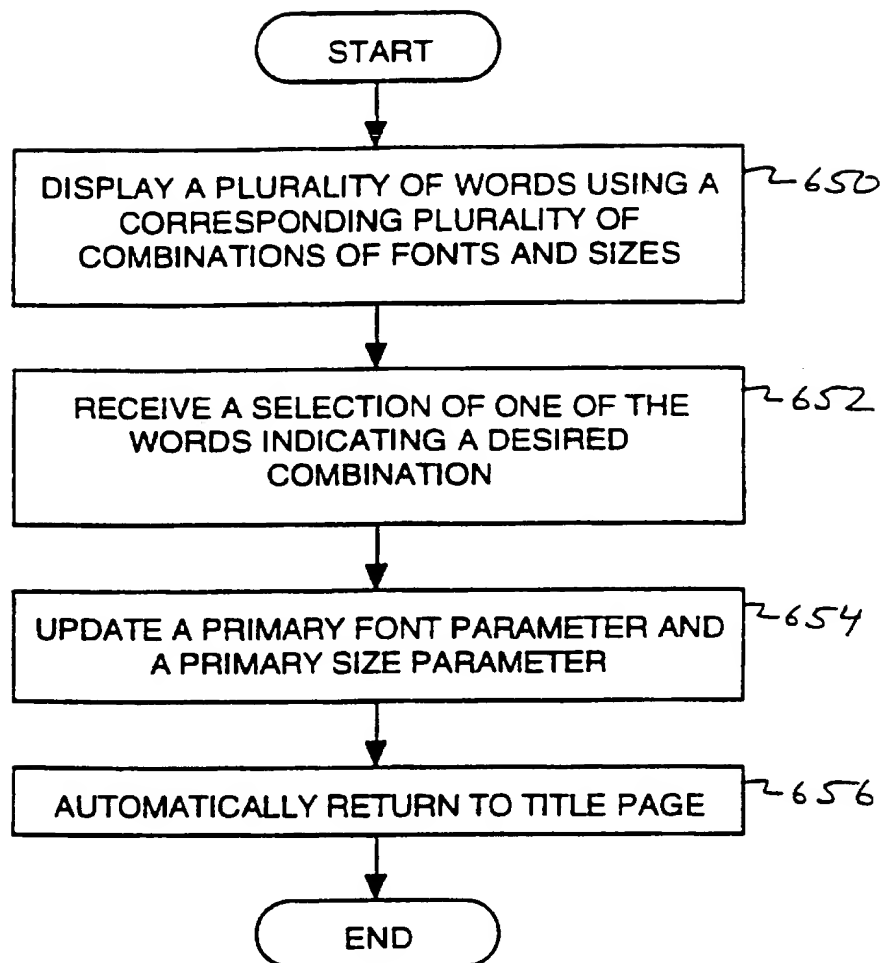 START
DISPLAY A PLURALITY OF WORDS USING A
CORRESPONDING PLURALITY OF
COMBINATIONS OF FONTS AND SIZES
650
RECEIVE A SELECTION OF ONE OF THE
WORDS INDICATING A DESIRED
COMBINATION
652
UPDATE A PRIMARY FONT PARAMETER AND
A PRIMARY SIZE PARAMETER
654
AUTOMATICALLY RETURN TO TITLE PAGE
656
END